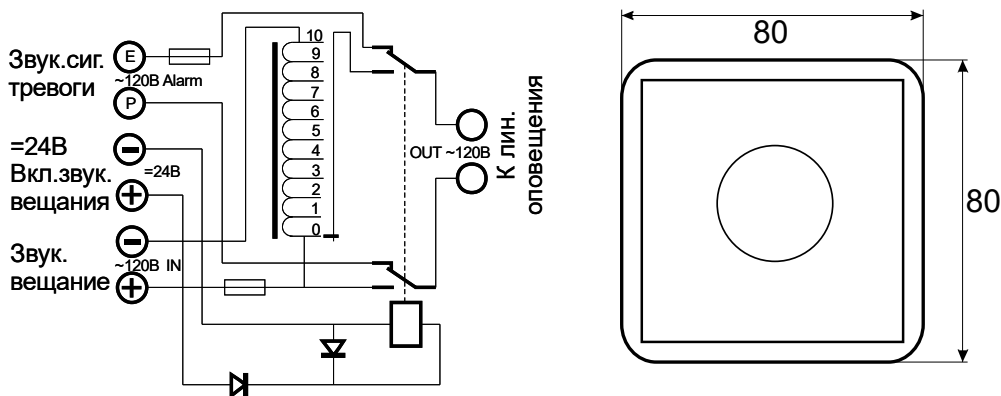 Звук.сиг.
тревоги
E
~120В Alarm
P
=24В
Вкл.звук.
вещания
−
=24В
+
Звук.
вещание
−
~120В IN
+
10
9
8
7
6
5
4
3
2
1
0
OUT ~120В
К лин.
оповещения
80
80